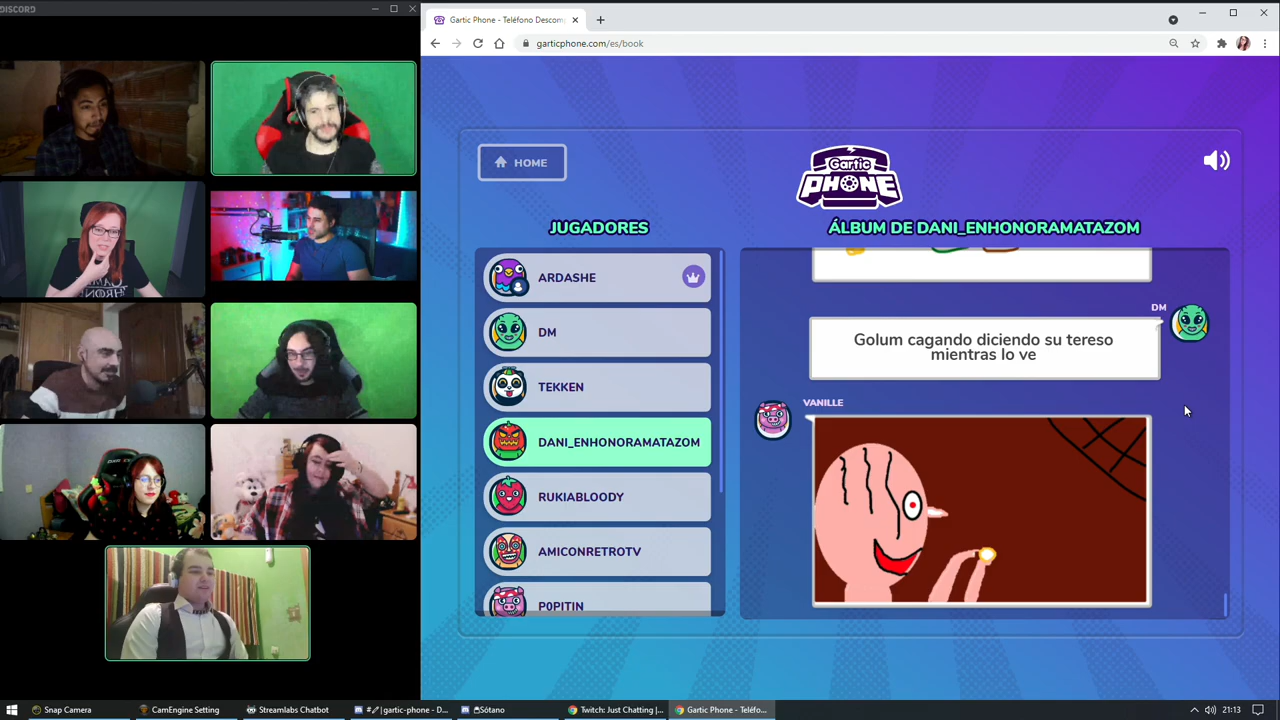 DISCORD
Gartic Phone - Teléfono Descom
garticphone.com/es/book
HOME
Gartic
PHONE
JUGADORES
ÁLBUM DE DANI_ENHONORAMATAZOM
ARDASHE
DM
TEKKEN
DANI_ENHONORAMATAZOM
RUKIABLOODY
AMICONRETROTV
P0PITIN
DM
Golum cagando diciendo su tereso
mientras lo ve
VANILLE
Snap Camera
CamEngine Setting
Streamlabs Chatbot
#🖊️|gartic-phone - D...
Sótano
Twitch: Just Chatting |...
Gartic Phone - Teléfo...
21:13